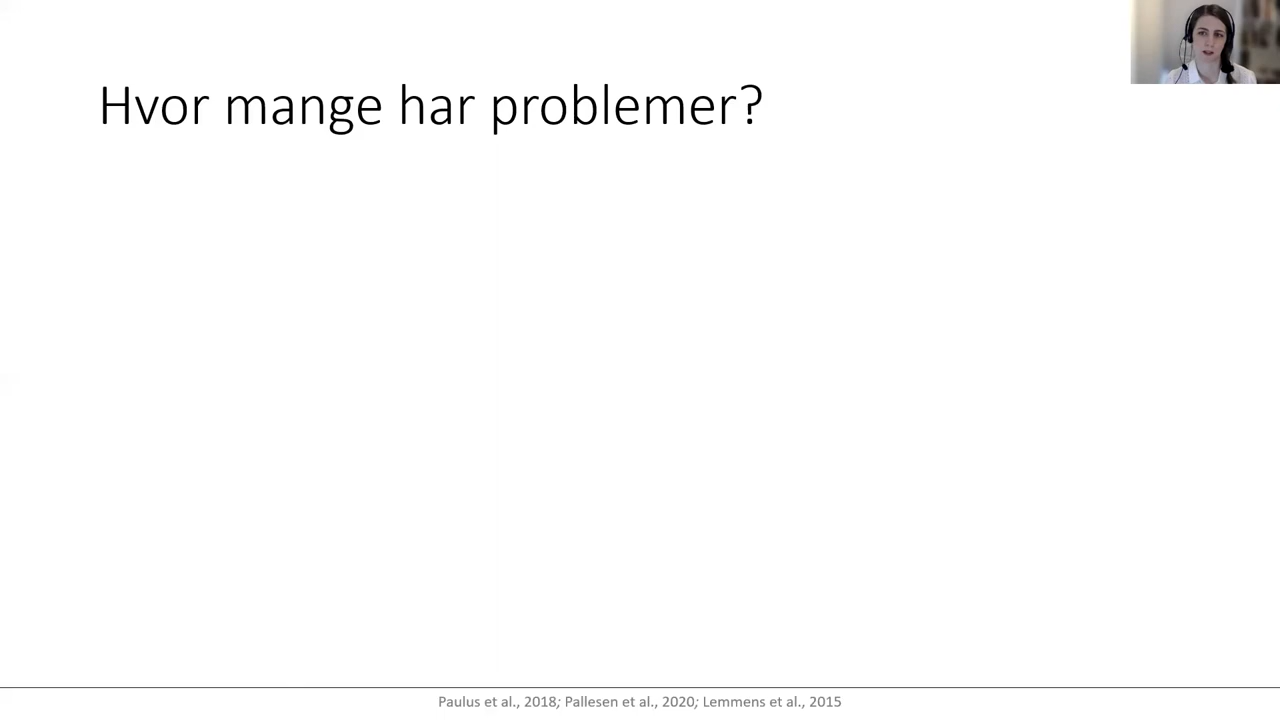 Hvor mange har problemer?
Paulus et al., 2018; Pallesen et al., 2020; Lemmens et al., 2015